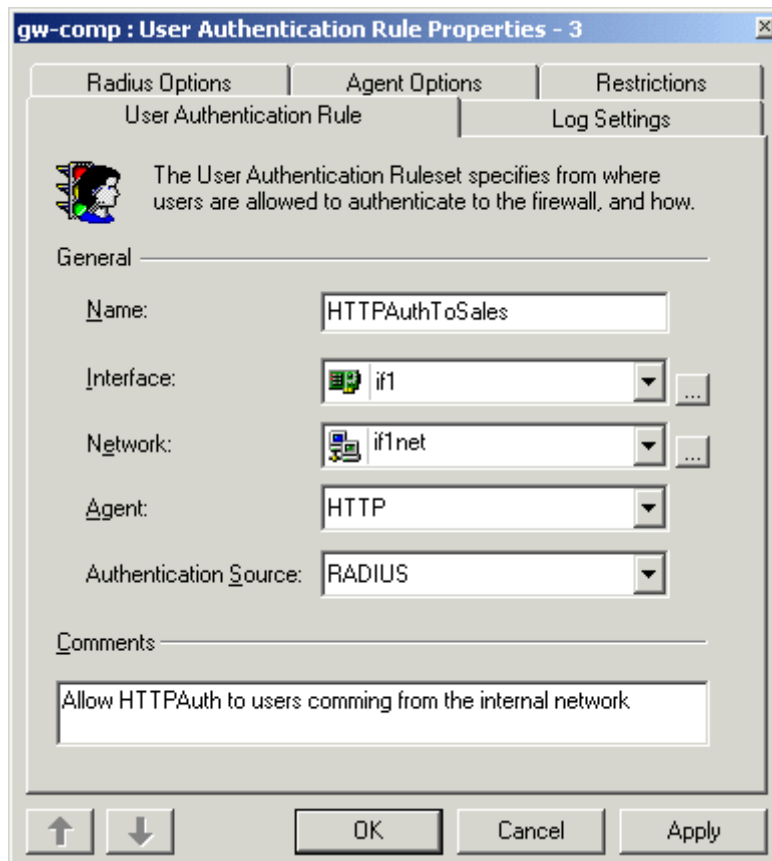 gw-comp : User Authentication Rule Properties - 3
Radius Options
Agent Options
Restrictions
User Authentication Rule
Log Settings
The User Authentication Ruleset specifies from where
users are allowed to authenticate to the firewall, and how.
General
Name:
HTTPAuthToSales
Interface:
if1
...
Network:
if1net
...
Agent:
HTTP
Authentication Source:
RADIUS
Comments
Allow HTTPAuth to users comming from the internal network
OK
Cancel
Apply